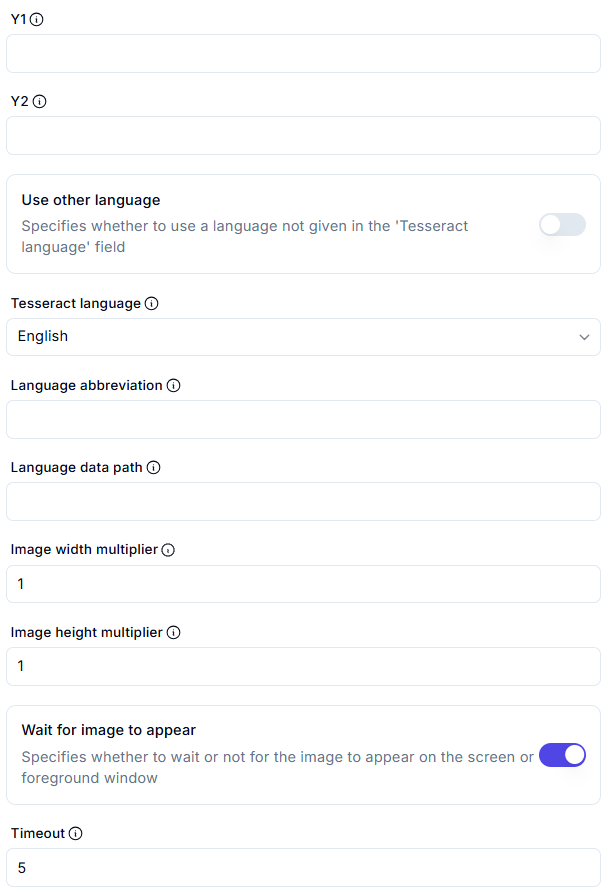 Y1
Y2
Use other language
Specifies whether to use a language not given in the 'Tesseract
language' field
Tesseract language
English
Language abbreviation
Language data path
Image width multiplier
1
Image height multiplier
1
Wait for image to appear
Specifies whether to wait or not for the image to appear on the screen or
foreground window
Timeout
5